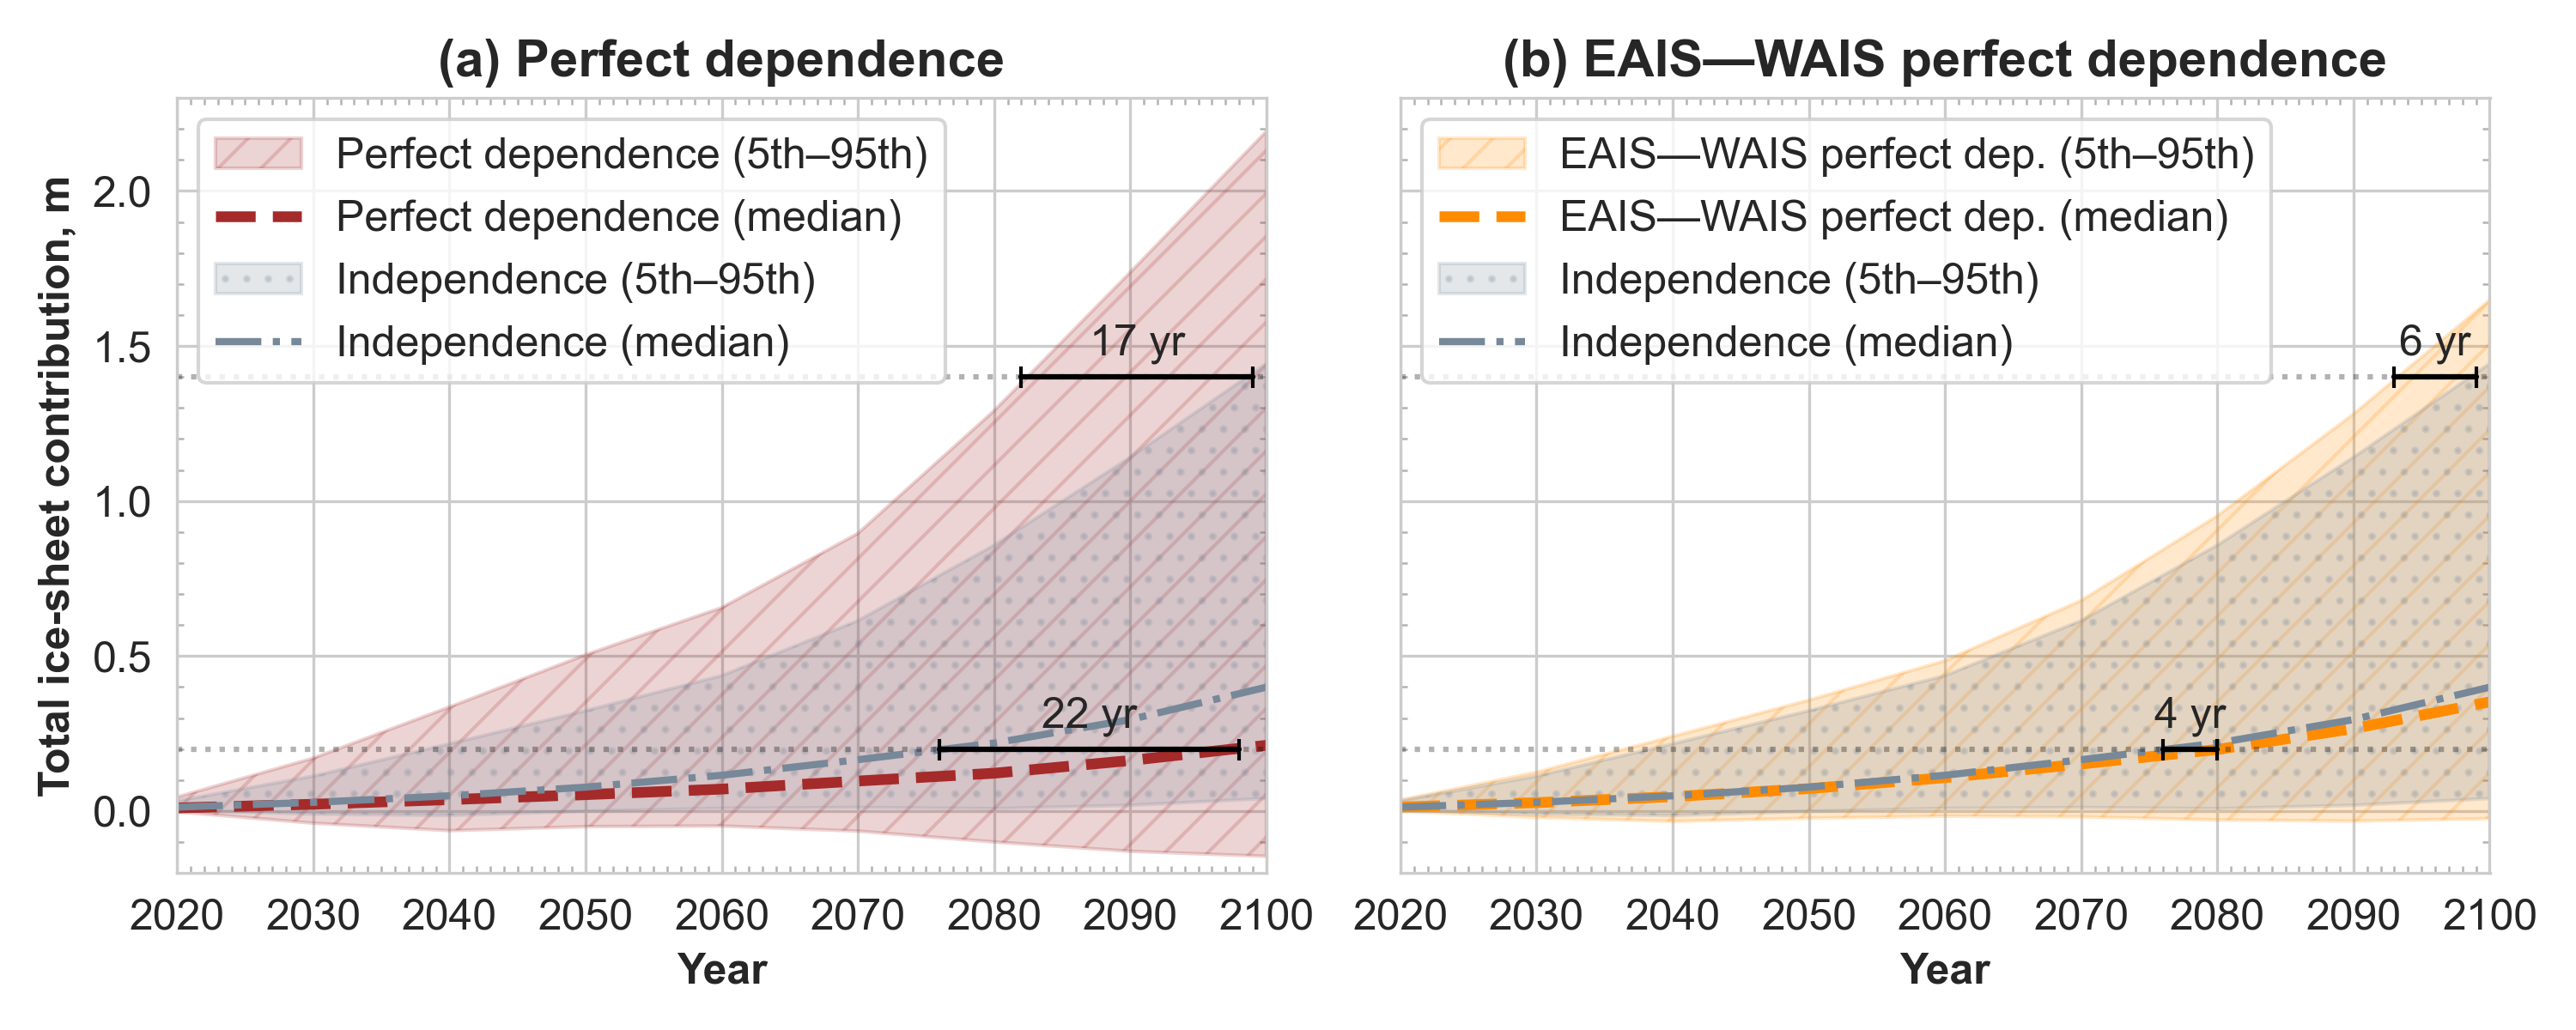 (a) Perfect dependence
Perfect dependence (5th–95th)
Perfect dependence (median)
Independence (5th–95th)
Independence (median)
17 yr
22 yr
Total ice-sheet contribution, m
2.0
1.5
1.0
0.5
0.0
2020 2030 2040 2050 2060 2070 2080 2090 2100
Year
(b) EAIS—WAIS perfect dependence
EAIS—WAIS perfect dep. (5th–95th)
EAIS—WAIS perfect dep. (median)
Independence (5th–95th)
Independence (median)
6 yr
4 yr
2020 2030 2040 2050 2060 2070 2080 2090 2100
Year